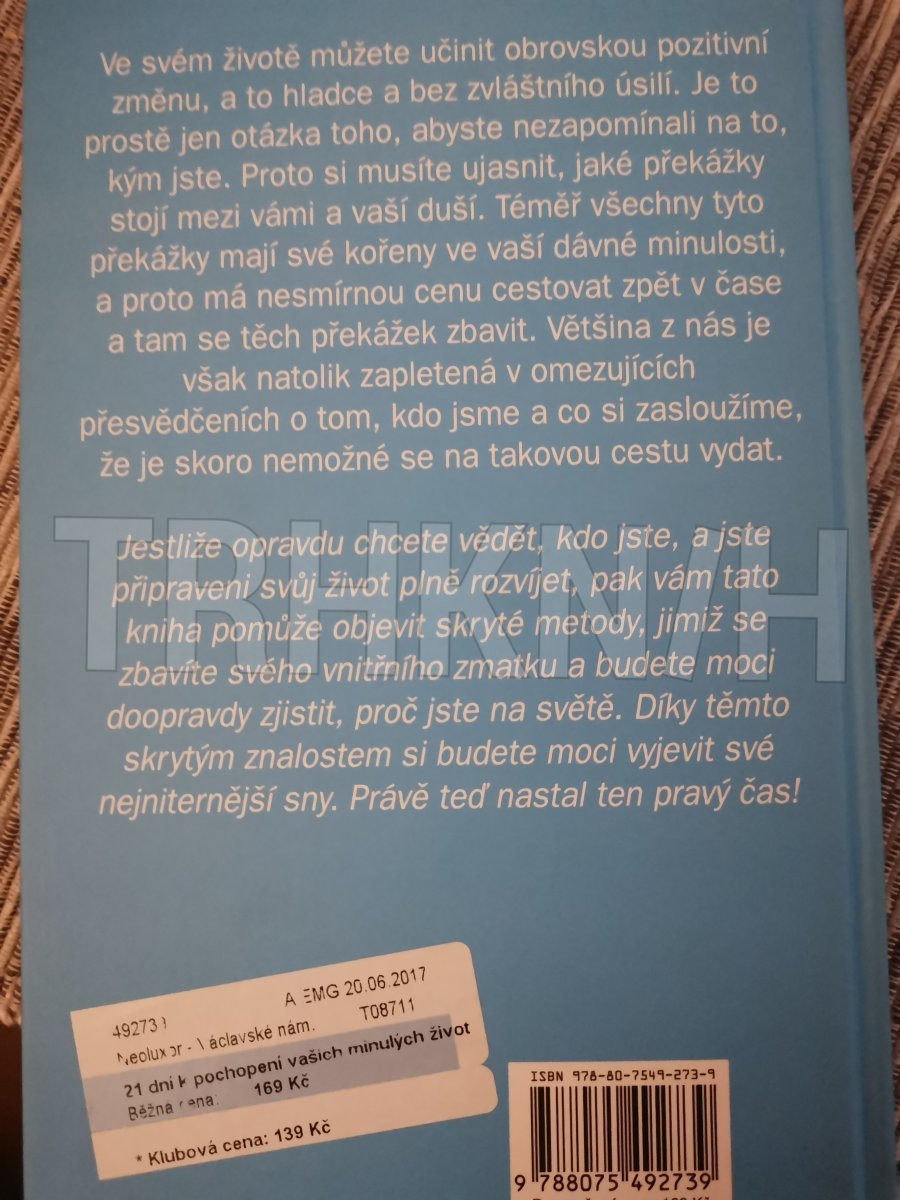 Ve svém životě můžete učinit obrovskou pozitivní
změnu, a to hladce a bez zvláštního úsilí. Je to
prostě jen otázka toho, abyste nezapomínali na to,
kým jste. Proto si musíte ujasnit, jaké překážky
stojí mezi vámi a vaší duší. Téměř všechny tyto
překážky mají své kořeny ve vaší dávné minulosti,
a proto má nesmírnou cenu cestovat zpět v čase
a tam se těch překážek zbavit. Většina z nás je
však natolik zapletená v omezujících
přesvědčeních o tom, kdo jsme a co si zasloužíme,
že je skoro nemožné se na takovou cestu vydat.
Jestliže opravdu chcete vědět, kdo jste, a jste
připraveni svůj život plně rozvíjet, pak vám tato
kniha pomůže objevit skryté metody, jimiž se
zbavíte svého vnitřního zmatku a budete moci
doopravdy zjistit, proč jste na světě. Díky těmto
skrytým znalostem si budete moci vyjevit své
nejniternější sny. Právě teď nastal ten pravý čas!
TRHKNIH
A EMG 20.06.2017
49273 T08711
Neoluxor - Václavské nám.
21 dní k pochopení vašich minulých život
Běžná cena: 169 Kč
* Klubová cena: 139 Kč
ISBN 978-80-7549-273-9
9 788075 492739